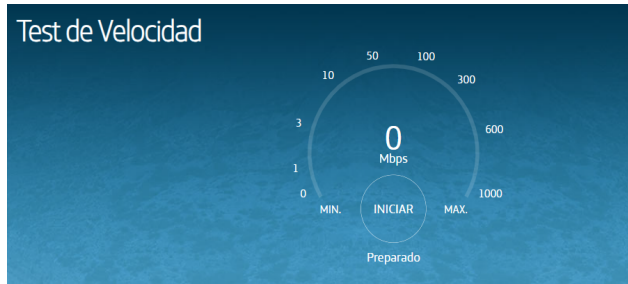 Test de Velocidad
50 100
10 300
3 600
0
Mbps
1
0 1000
MIN. INICIAR MAX.
Preparado